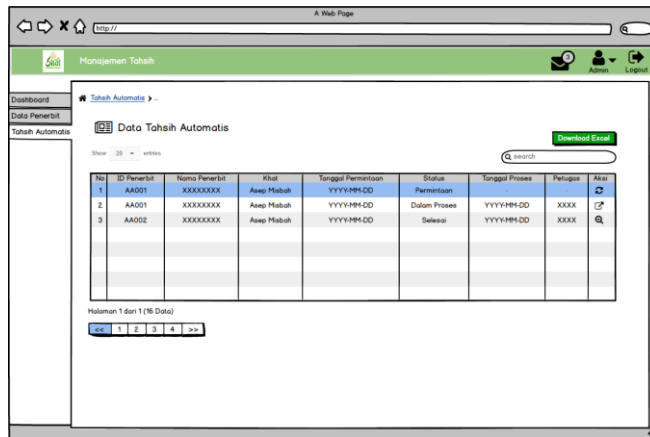 A Web Page
http://
Manajemen Tahsih
3
Admin
Logout
Dashboard
Data Penerbit
Tahsih Automatis
Tahsih Automatis > ...
Data Tahsih Automatis
Download Excel
Show 20 entries
search
No ID Penerbit Nama Penerbit Khat Tanggal Permintaan Status Tanggal Proses Petugas Aksi
1 AA001 XXXXXXXX Asep Misbah YYYY-MM-DD Permintaan - -
2 AA001 XXXXXXXX Asep Misbah YYYY-MM-DD Dalam Proses YYYY-MM-DD XXXX
3 AA002 XXXXXXXX Asep Misbah YYYY-MM-DD Selesai YYYY-MM-DD XXXX
Halaman 1 dari 1 (16 Data)
<< 1 2 3 4 >>